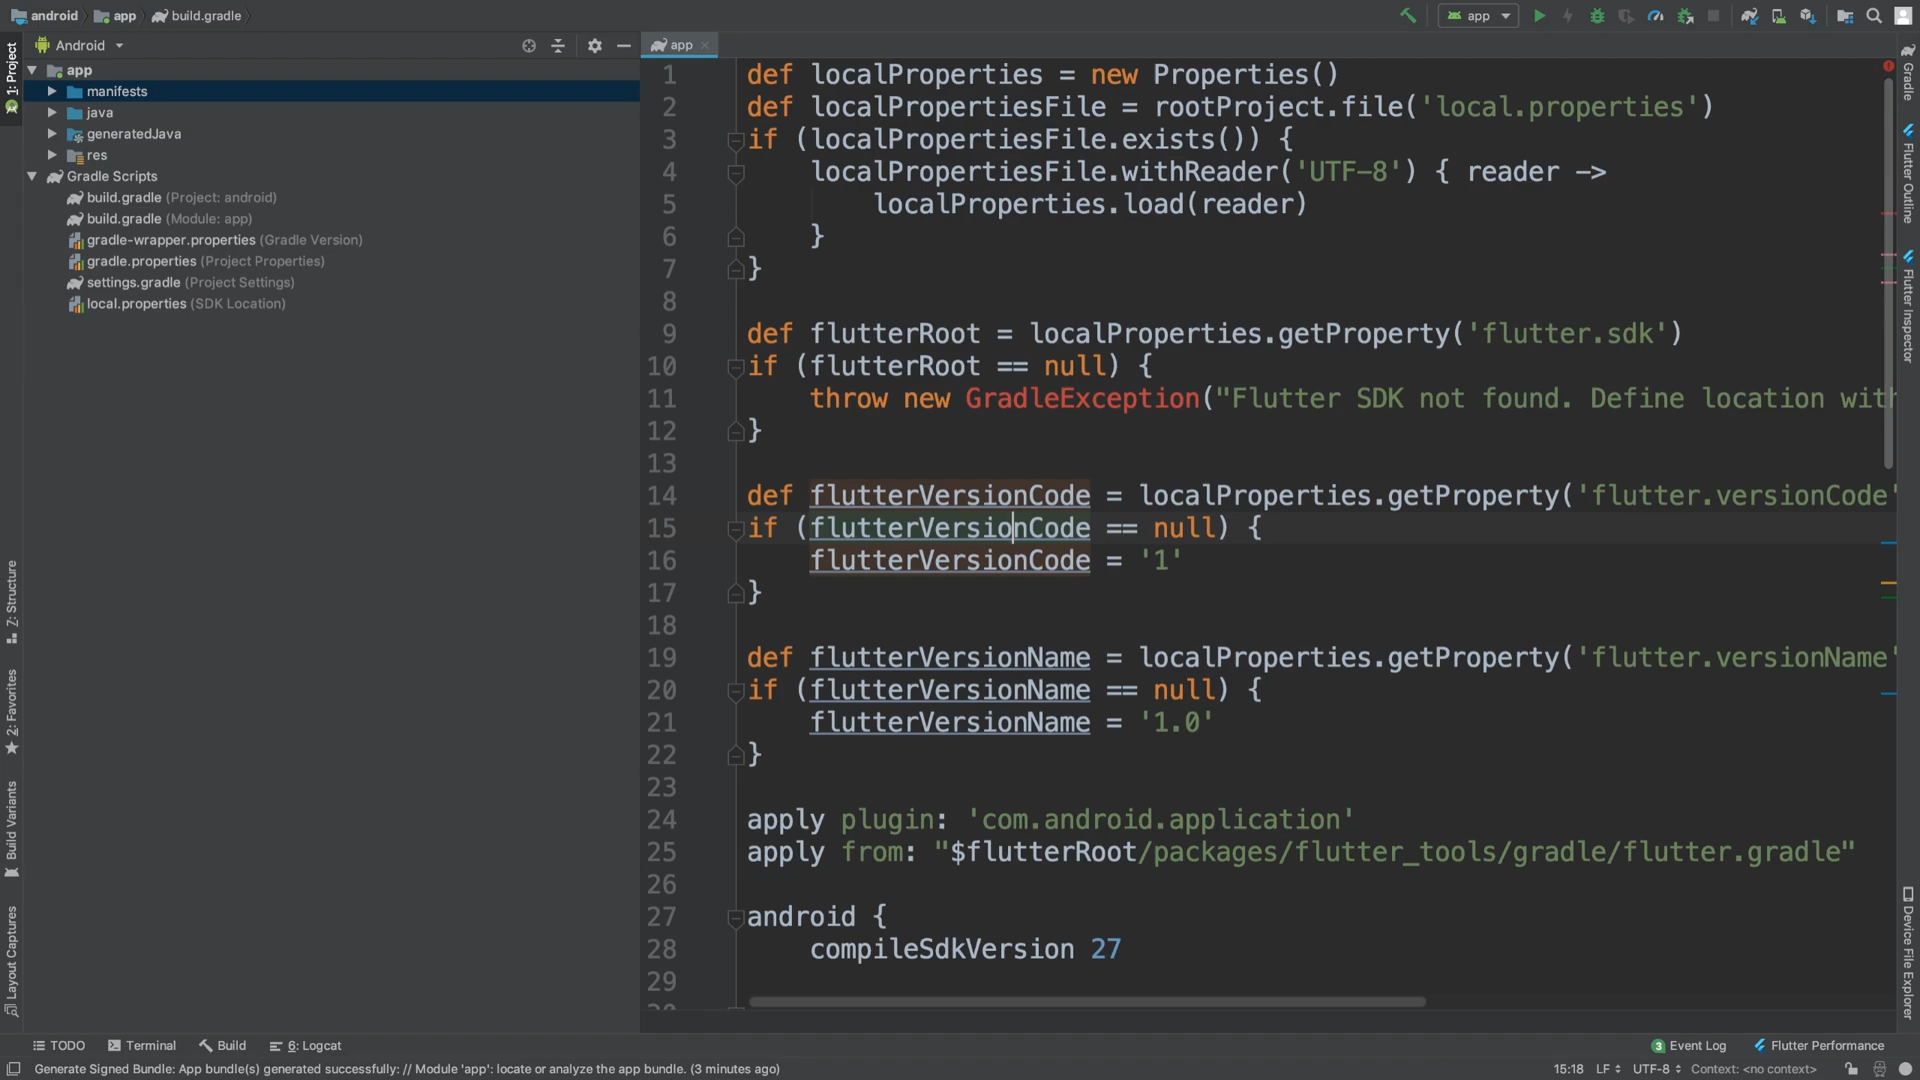 android app build.gradle
app
Android
app
1: Project
app
manifests
java
generatedJava
res
Gradle Scripts
build.gradle (Project: android)
build.gradle (Module: app)
gradle-wrapper.properties (Gradle Version)
gradle.properties (Project Properties)
settings.gradle (Project Settings)
local.properties (SDK Location)
Z: Structure
2: Favorites
Build Variants
Layout Captures
1 def localProperties = new Properties()
2 def localPropertiesFile = rootProject.file('local.properties')
3 if (localPropertiesFile.exists()) {
4 localPropertiesFile.withReader('UTF-8') { reader ->
5 localProperties.load(reader)
6 }
7 }
8
9 def flutterRoot = localProperties.getProperty('flutter.sdk')
10 if (flutterRoot == null) {
11 throw new GradleException("Flutter SDK not found. Define location wit
12 }
13
14 def flutterVersionCode = localProperties.getProperty('flutter.versionCode'
15 if (flutterVersionCode == null) {
16 flutterVersionCode = '1'
17 }
18
19 def flutterVersionName = localProperties.getProperty('flutter.versionName'
20 if (flutterVersionName == null) {
21 flutterVersionName = '1.0'
22 }
23
24 apply plugin: 'com.android.application'
25 apply from: "$flutterRoot/packages/flutter_tools/gradle/flutter.gradle"
26
27 android {
28 compileSdkVersion 27
29
Gradle
Flutter Outline
Flutter Inspector
Device File Explorer
TODO Terminal Build 6: Logcat 3 Event Log Flutter Performance
Generate Signed Bundle: App bundle(s) generated successfully: // Module 'app': locate or analyze the app bundle. (3 minutes ago) 15:18 LF UTF-8 Context: <no context>